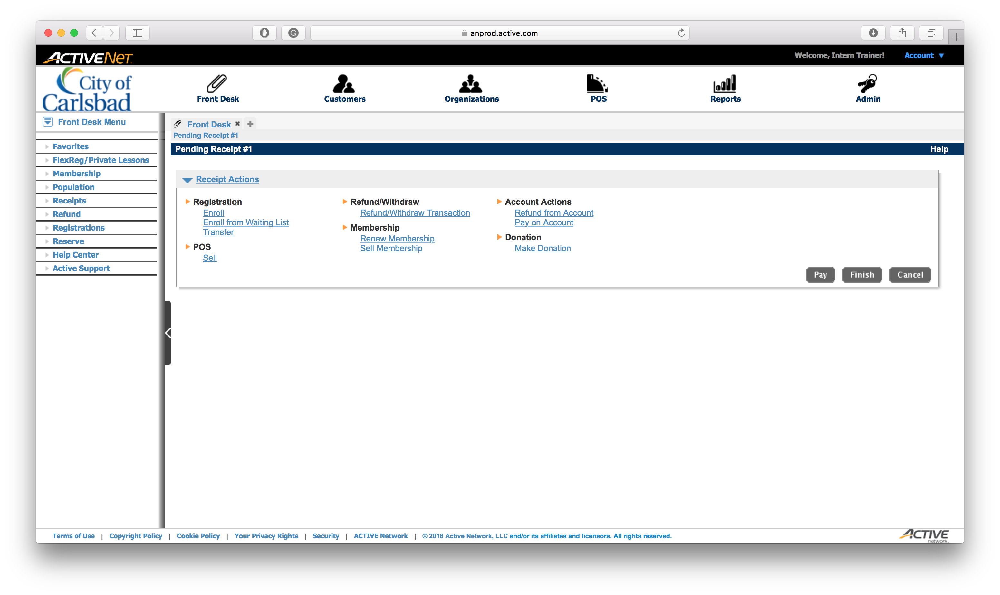 anprod.active.com
ACTIVENet™
Welcome, Intern Trainer!
Account
City of
Carlsbad
Front Desk
Customers
Organizations
POS
Reports
Admin
Front Desk Menu
Favorites
FlexReg/Private Lessons
Membership
Population
Receipts
Refund
Registrations
Reserve
Help Center
Active Support
Front Desk
Pending Receipt #1
Pending Receipt #1
Help
Receipt Actions
Registration
Enroll
Enroll from Waiting List
Transfer
POS
Sell
Refund/Withdraw
Refund/Withdraw Transaction
Membership
Renew Membership
Sell Membership
Account Actions
Refund from Account
Pay on Account
Donation
Make Donation
Pay
Finish
Cancel
Terms of Use | Copyright Policy | Cookie Policy | Your Privacy Rights | Security | ACTIVE Network | © 2016 Active Network, LLC and/or its affiliates and licensors. All rights reserved.
ACTIVE
network.